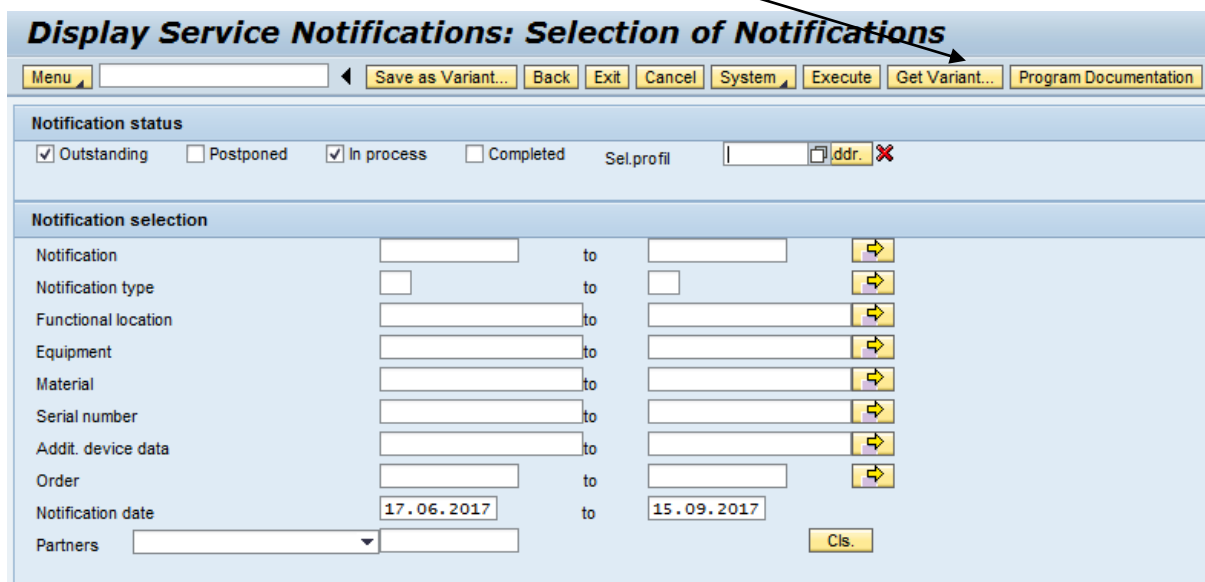 Display Service Notifications: Selection of Notifications
Menu Save as Variant... Back Exit Cancel System Execute Get Variant... Program Documentation
Notification status
Outstanding Postponed In process Completed Sel.profil ddr.
Notification selection
Notification to
Notification type to
Functional location to
Equipment to
Material to
Serial number to
Addit. device data to
Order to
Notification date 17.06.2017 to 15.09.2017
Partners Cls.